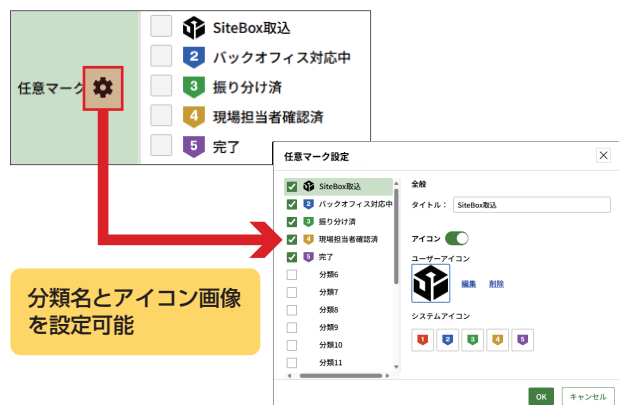 任意マーク
SiteBox取込
2 バックオフィス対応中
3 振り分け済
4 現場担当者確認済
5 完了
任意マーク設定
SiteBox取込
2 バックオフィス対応中
3 振り分け済
4 現場担当者確認済
5 完了
分類6
分類7
分類8
分類9
分類10
分類11
全般
タイトル： SiteBox取込
アイコン
ユーザーアイコン
編集 削除
システムアイコン
1 2 3 4 5
OK キャンセル
分類名とアイコン画像
を設定可能